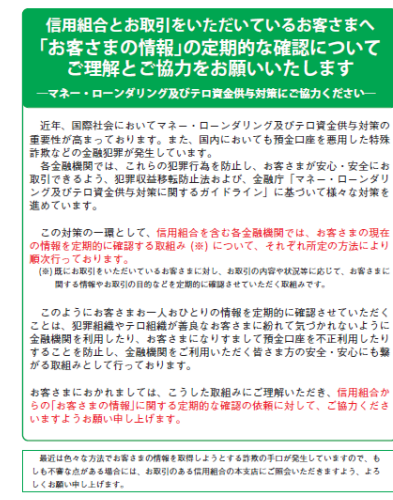 信用組合とお取引をいただいているお客さまへ
「お客さまの情報」の定期的な確認について
ご理解とご協力をお願いいたします
―マネー・ローンダリング及びテロ資金供与対策にご協力ください―
近年、国際社会においてマネー・ローンダリング及びテロ資金供与対策の
重要性が高まっております。また、国内においても預金口座を悪用した特殊
詐欺などの金融犯罪が発生しています。
各金融機関では、これらの犯罪行為を防止し、お客さまが安心・安全にお
取引できるよう、犯罪収益移転防止法および、金融庁「マネー・ローンダリ
ング及びテロ資金供与対策に関するガイドライン」に基づいて様々な対策を
進めています。
この対策の一環として、信用組合を含む各金融機関では、お客さまの現在
の情報を定期的に確認する取組み(※)について、それぞれ所定の方法により
順次行っております。
(※)既にお取引をいただいているお客さまに対し、お取引の内容や状況等に応じて、お客さまに
関する情報やお取引の目的などを定期的に確認させていただく取組みです。
このようにお客さまお一人おひとりの情報を定期的に確認させていただく
ことは、犯罪組織やテロ組織が善良なお客さまに紛れて気づかれないように
金融機関を利用したり、お客さまになりすまして預金口座を不正利用したり
することを防止し、金融機関をご利用いただく皆さま方の安全・安心にも繋
がる取組みとして行っております。
お客さまにおかれましては、こうした取組みにご理解いただき、信用組合か
らの「お客さまの情報」に関する定期的な確認の依頼に対して、ご協力くださ
いますようお願い申し上げます。
最近は色々な方法でお客さまの情報を取得しようとする詐欺の手口が発生していますので、も
しも不審な点がある場合には、お取引のある信用組合の本支店にご照会いただきますよう、よろ
しくお願い申し上げます。